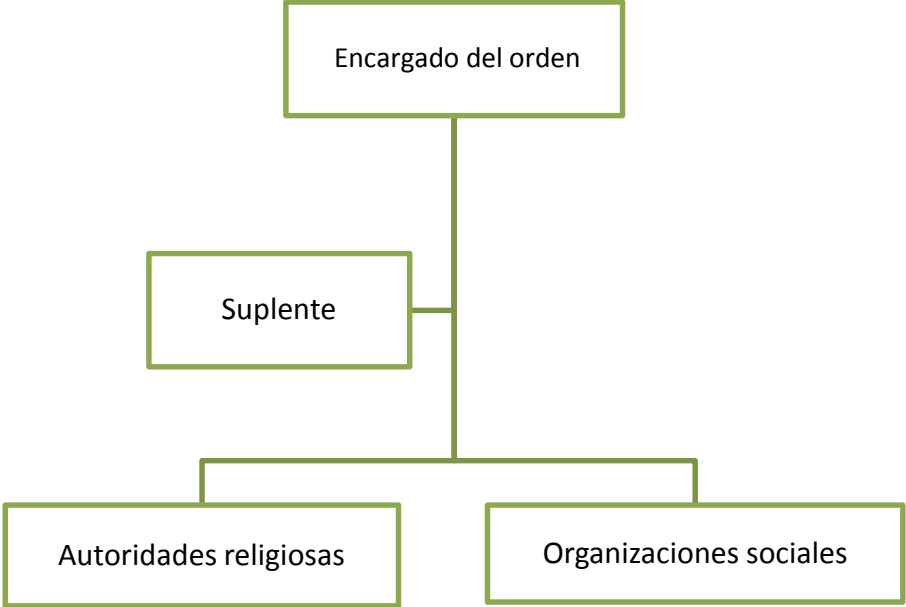 Encargado del orden
Suplente
Autoridades religiosas
Organizaciones sociales